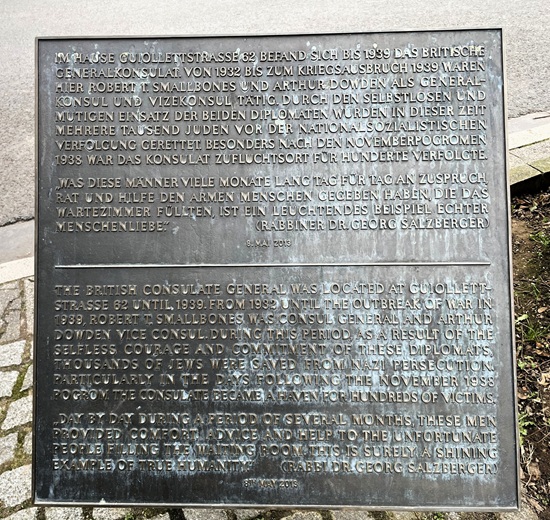 IM HAUSE GUIOLLETTSTRASSE 62 BEFAND SICH BIS 1939 DAS BRITISCHE
GENERALKONSULAT. VON 1932 BIS ZUM KRIEGSAUSBRUCH 1939 WAREN
HIER ROBERT T. SMALLBONES UND ARTHUR DOWDEN ALS GENERAL-
KONSUL UND VIZEKONSUL TÄTIG. DURCH DEN SELBSTLOSEN UND
MUTIGEN EINSATZ DER BEIDEN DIPLOMATEN WURDEN IN DIESER ZEIT
MEHRERE TAUSEND JUDEN VOR DER NATIONALSOZIALISTISCHEN
VERFOLGUNG GERETTET. BESONDERS NACH DEN NOVEMBERPOGROMEN
1938 WAR DAS KONSULAT ZUFLUCHTSORT FÜR HUNDERTE VERFOLGTE.
„WAS DIESE MÄNNER VIELE MONATE LANG TAG FÜR TAG AN ZUSPRUCH,
RAT UND HILFE DEN ARMEN MENSCHEN GEGEBEN HABEN, DIE DAS
WARTEZIMMER FÜLLTEN, IST EIN LEUCHTENDES BEISPIEL ECHTER
MENSCHENLIEBE“ (RABBINER DR. GEORG SALZBERGER)
8. MAI 2013
THE BRITISH CONSULATE GENERAL WAS LOCATED AT GUIOLLETT-
STRASSE 62 UNTIL 1939. FROM 1932 UNTIL THE OUTBREAK OF WAR IN
1939, ROBERT T. SMALLBONES WAS CONSUL GENERAL AND ARTHUR
DOWDEN VICE CONSUL. DURING THIS PERIOD, AS A RESULT OF THE
SELFLESS COURAGE AND COMMITMENT OF THESE DIPLOMATS,
THOUSANDS OF JEWS WERE SAVED FROM NAZI PERSECUTION.
PARTICULARLY IN THE DAYS FOLLOWING THE NOVEMBER 1938
POGROM, THE CONSULATE BECAME A HAVEN FOR HUNDREDS OF VICTIMS.
„DAY BY DAY DURING A PERIOD OF SEVERAL MONTHS, THESE MEN
PROVIDED COMFORT, ADVICE AND HELP TO THE UNFORTUNATE
PEOPLE FILLING THE WAITING ROOM. THIS IS SURELY A SHINING
EXAMPLE OF TRUE HUMANITY.“ (RABBI DR. GEORG SALZBERGER)
8TH MAY 2013